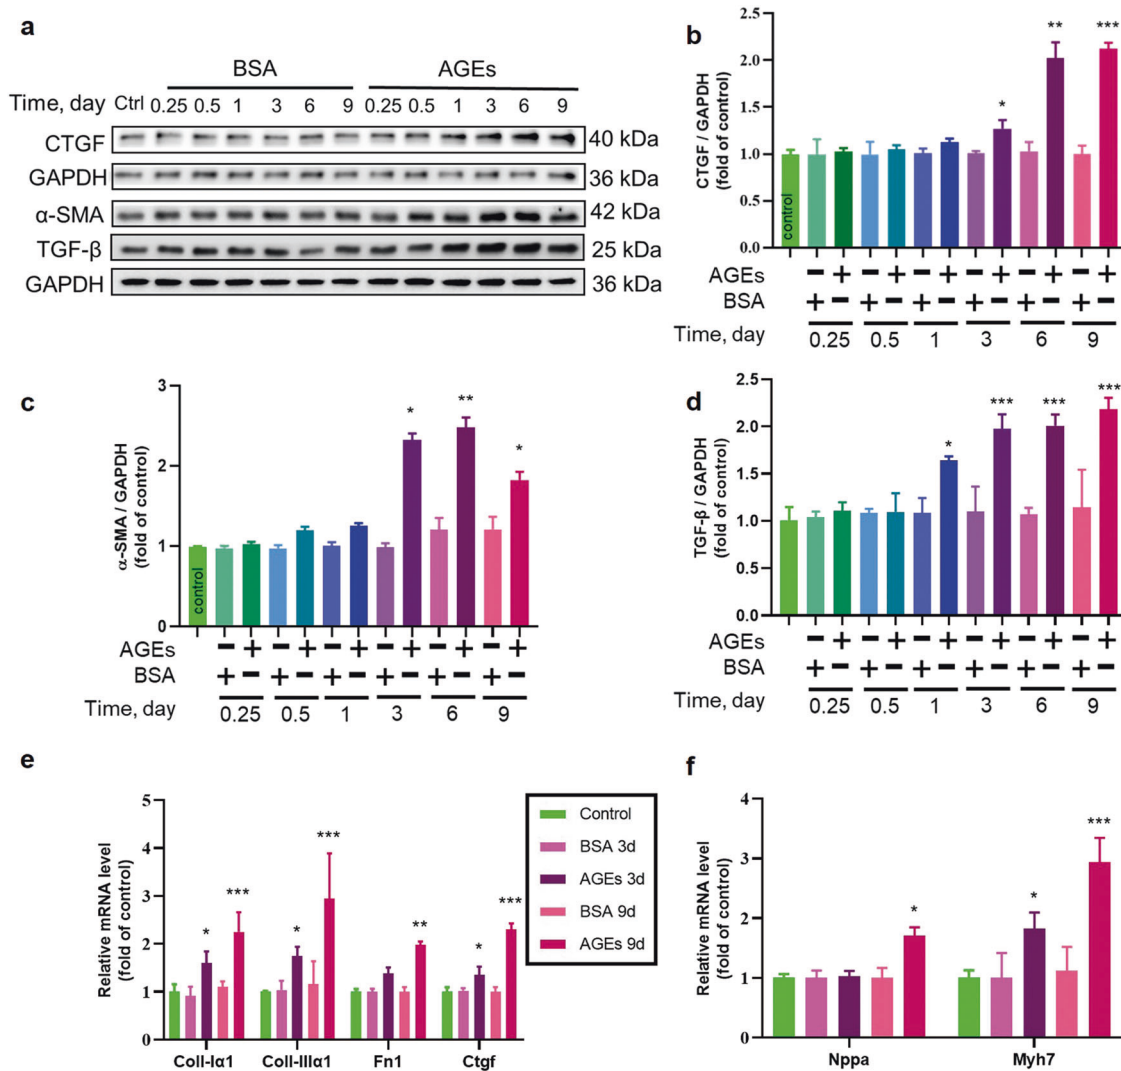 a
BSA AGEs
Time, day Ctrl 0.25 0.5 1 3 6 9 0.25 0.5 1 3 6 9
CTGF 40 kDa
GAPDH 36 kDa
α-SMA 42 kDa
TGF-β 25 kDa
GAPDH 36 kDa
b
CTGF / GAPDH
(fold of control)
2.5
2.0
1.5
1.0
0.5
0.0
control
* ** ***
AGEs - + - + - + - + - + - +
BSA + - + - + - + - + - + -
Time, day 0.25 0.5 1 3 6 9
c
α-SMA / GAPDH
(fold of control)
3
2
1
0
control
* ** *
AGEs - + - + - + - + - + - +
BSA + - + - + - + - + - + -
Time, day 0.25 0.5 1 3 6 9
d
TGF-β / GAPDH
(fold of control)
2.5
2.0
1.5
1.0
0.5
0.0
* *** *** ***
AGEs - + - + - + - + - + - +
BSA + - + - + - + - + - + -
Time, day 0.25 0.5 1 3 6 9
e
Relative mRNA level
(fold of control)
5
4
3
2
1
0
* *** * *** ** * ***
Coll-Iα1 Coll-IIIα1 Fn1 Ctgf
Control
BSA 3d
AGEs 3d
BSA 9d
AGEs 9d
f
Relative mRNA level
(fold of control)
4
3
2
1
0
* * ***
Nppa Myh7